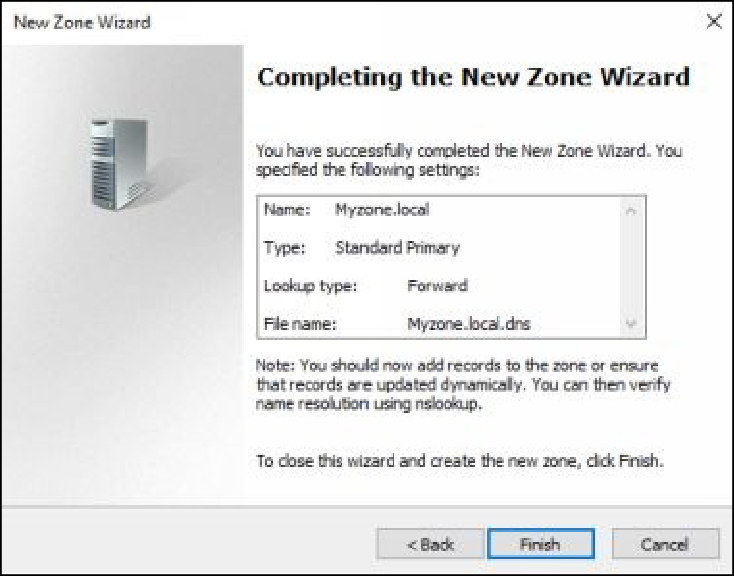 New Zone Wizard
Completing the New Zone Wizard
You have successfully completed the New Zone Wizard. You
specified the following settings:
Name: Myzone.local
Type: Standard Primary
Lookup type: Forward
File name: Myzone.local.dns
Note: You should now add records to the zone or ensure
that records are updated dynamically. You can then verify
name resolution using nslookup.
To close this wizard and create the new zone, click Finish.
< Back Finish Cancel